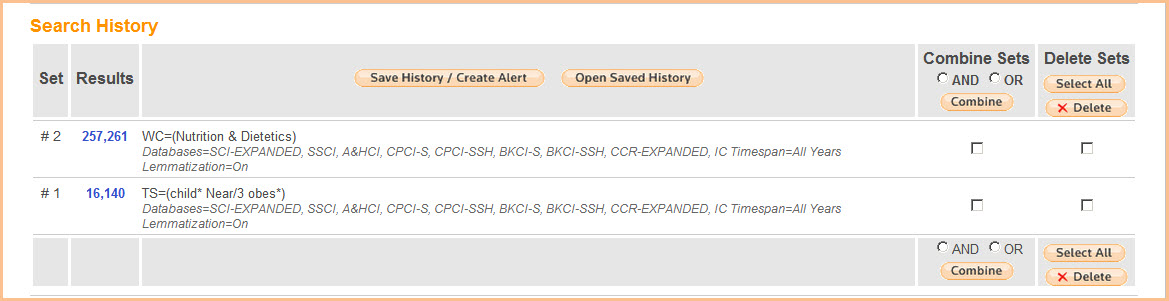 Search History
Set Results Save History / Create Alert Open Saved History Combine Sets Delete Sets
AND OR Select All
Combine Delete
# 2 257,261 WC=(Nutrition & Dietetics)
Databases=SCI-EXPANDED, SSCI, A&HCI, CPCI-S, CPCI-SSH, BKCI-S, BKCI-SSH, CCR-EXPANDED, IC Timespan=All Years
Lemmatization=On
# 1 16,140 TS=(child* Near/3 obes*)
Databases=SCI-EXPANDED, SSCI, A&HCI, CPCI-S, CPCI-SSH, BKCI-S, BKCI-SSH, CCR-EXPANDED, IC Timespan=All Years
Lemmatization=On
AND OR Select All
Combine Delete